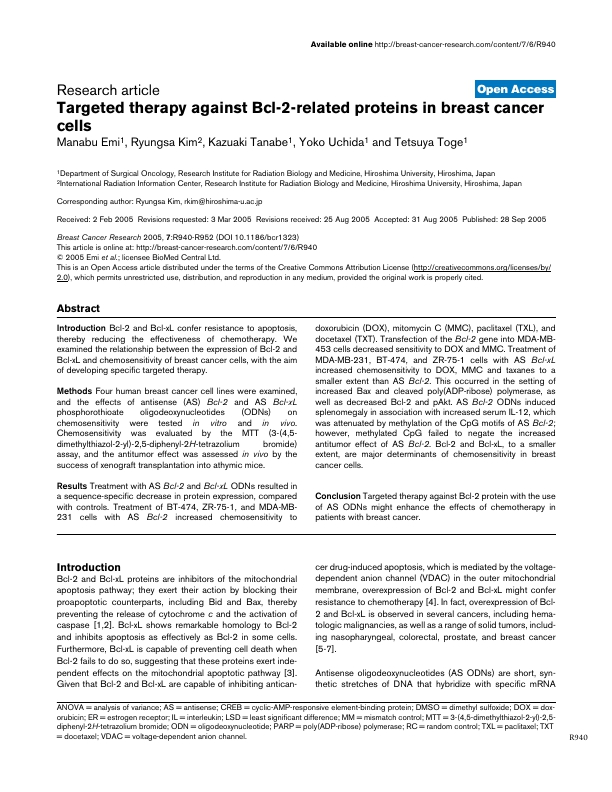 Available online http://breast-cancer-research.com/content/7/6/R940
Research article
Open Access
Targeted therapy against Bcl-2-related proteins in breast cancer
cells
Manabu Emi1, Ryungsa Kim2, Kazuaki Tanabe1, Yoko Uchida1 and Tetsuya Toge1
1Department of Surgical Oncology, Research Institute for Radiation Biology and Medicine, Hiroshima University, Hiroshima, Japan
2International Radiation Information Center, Research Institute for Radiation Biology and Medicine, Hiroshima University, Hiroshima, Japan
Corresponding author: Ryungsa Kim, rkim@hiroshima-u.ac.jp
Received: 2 Feb 2005 Revisions requested: 3 Mar 2005 Revisions received: 25 Aug 2005 Accepted: 31 Aug 2005 Published: 28 Sep 2005
Breast Cancer Research 2005, 7:R940-R952 (DOI 10.1186/bcr1323)
This article is online at: http://breast-cancer-research.com/content/7/6/R940
© 2005 Emi et al.; licensee BioMed Central Ltd.
This is an Open Access article distributed under the terms of the Creative Commons Attribution License (http://creativecommons.org/licenses/by/
2.0), which permits unrestricted use, distribution, and reproduction in any medium, provided the original work is properly cited.
Abstract
Introduction Bcl-2 and Bcl-xL confer resistance to apoptosis,
thereby reducing the effectiveness of chemotherapy. We
examined the relationship between the expression of Bcl-2 and
Bcl-xL and chemosensitivity of breast cancer cells, with the aim
of developing specific targeted therapy.
Methods Four human breast cancer cell lines were examined,
and the effects of antisense (AS) Bcl-2 and AS Bcl-xL
phosphorothioate oligodeoxynucleotides (ODNs) on
chemosensitivity were tested in vitro and in vivo.
Chemosensitivity was evaluated by the MTT (3-(4,5-
dimethylthiazol-2-yl)-2,5-diphenyl-2H-tetrazolium bromide)
assay, and the antitumor effect was assessed in vivo by the
success of xenograft transplantation into athymic mice.
Results Treatment with AS Bcl-2 and Bcl-xL ODNs resulted in
a sequence-specific decrease in protein expression, compared
with controls. Treatment of BT-474, ZR-75-1, and MDA-MB-
231 cells with AS Bcl-2 increased chemosensitivity to
doxorubicin (DOX), mitomycin C (MMC), paclitaxel (TXL), and
docetaxel (TXT). Transfection of the Bcl-2 gene into MDA-MB-
453 cells decreased sensitivity to DOX and MMC. Treatment of
MDA-MB-231, BT-474, and ZR-75-1 cells with AS Bcl-xL
increased chemosensitivity to DOX, MMC and taxanes to a
smaller extent than AS Bcl-2. This occurred in the setting of
increased Bax and cleaved poly(ADP-ribose) polymerase, as
well as decreased Bcl-2 and pAkt. AS Bcl-2 ODNs induced
splenomegaly in association with increased serum IL-12, which
was attenuated by methylation of the CpG motifs of AS Bcl-2;
however, methylated CpG failed to negate the increased
antitumor effect of AS Bcl-2. Bcl-2 and Bcl-xL, to a smaller
extent, are major determinants of chemosensitivity in breast
cancer cells.
Conclusion Targeted therapy against Bcl-2 protein with the use
of AS ODNs might enhance the effects of chemotherapy in
patients with breast cancer.
Introduction
Bcl-2 and Bcl-xL proteins are inhibitors of the mitochondrial
apoptosis pathway; they exert their action by blocking their
proapoptotic counterparts, including Bid and Bax, thereby
preventing the release of cytochrome c and the activation of
caspase [1,2]. Bcl-xL shows remarkable homology to Bcl-2
and inhibits apoptosis as effectively as Bcl-2 in some cells.
Furthermore, Bcl-xL is capable of preventing cell death when
Bcl-2 fails to do so, suggesting that these proteins exert inde-
pendent effects on the mitochondrial apoptotic pathway [3].
Given that Bcl-2 and Bcl-xL are capable of inhibiting antican-
cer drug-induced apoptosis, which is mediated by the voltage-
dependent anion channel (VDAC) in the outer mitochondrial
membrane, overexpression of Bcl-2 and Bcl-xL might confer
resistance to chemotherapy [4]. In fact, overexpression of Bcl-
2 and Bcl-xL is observed in several cancers, including hema-
tologic malignancies, as well as a range of solid tumors, includ-
ing nasopharyngeal, colorectal, prostate, and breast cancer
[5-7].
Antisense oligodeoxynucleotides (AS ODNs) are short, syn-
thetic stretches of DNA that hybridize with specific mRNA
ANOVA = analysis of variance; AS = antisense; CREB = cyclic-AMP-responsive element-binding protein; DMSO = dimethyl sulfoxide; DOX = dox-
orubicin; ER = estrogen receptor; IL = interleukin; LSD = least significant difference; MM = mismatch control; MTT = 3-(4,5-dimethylthiazol-2-yl)-2,5-
diphenyl-2H-tetrazolium bromide; ODN = oligodeoxynucleotide; PARP = poly(ADP-ribose) polymerase; RC = random control; TXL = paclitaxel; TXT
= docetaxel; VDAC = voltage-dependent anion channel.
R940